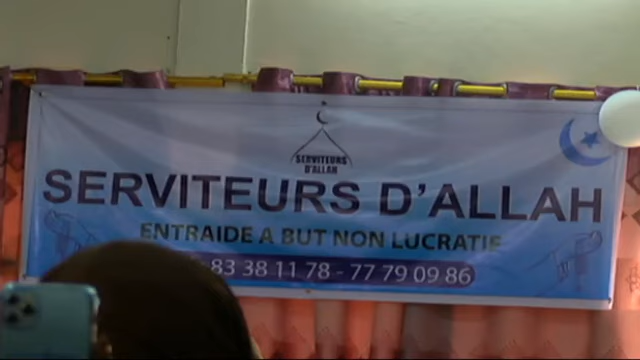 SERVITEURS
D'ALLAH
SERVITEURS D'ALLAH
ENTRAIDE A BUT NON LUCRATIF
83 38 11 78 - 77 79 09 86